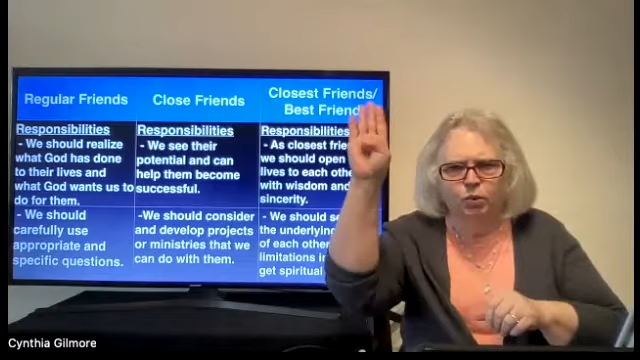 Regular Friends
Close Friends
Closest Friends/
Best Friend
Responsibilities
- We should realize
what God has done
to their lives and
what God wants us to
do for them.
Responsibilities
- We see their
potential and can
help them become
successful.
Responsibilities
- As closest
we should open
lives to each
with wisdom and
sincerity.
- We should
carefully use
appropriate and
specific questions.
-We should consider
and develop projects
or ministries that we
can do with them.
- We should
the underlying
of each other
limitations
get spiritual
Cynthia Gilmore